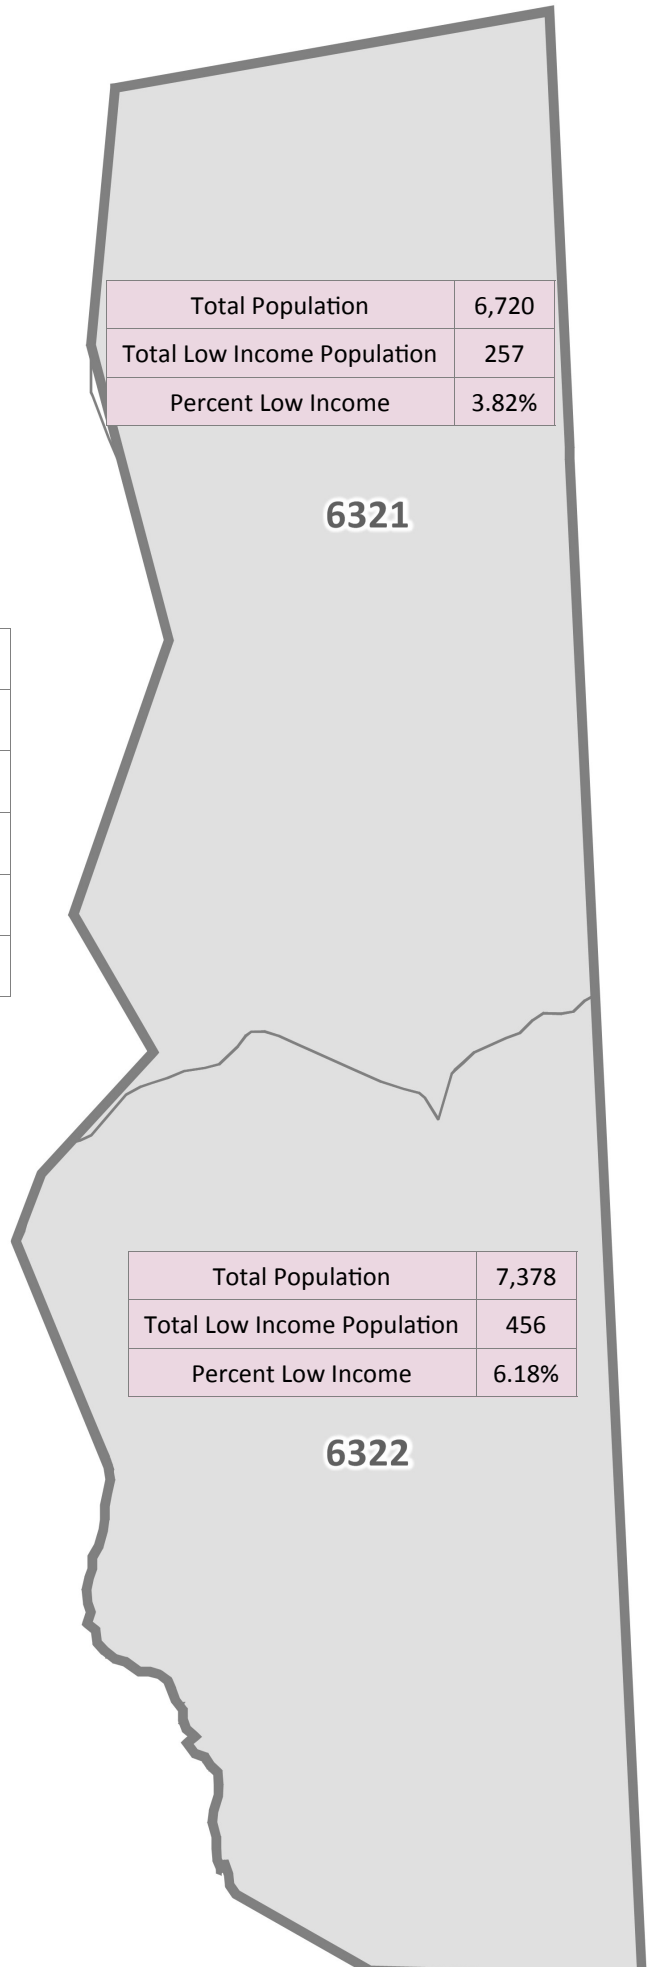 Total Population 6,720
Total Low Income Population 257
Percent Low Income 3.82%
6321
Total Population 7,378
Total Low Income Population 456
Percent Low Income 6.18%
6322